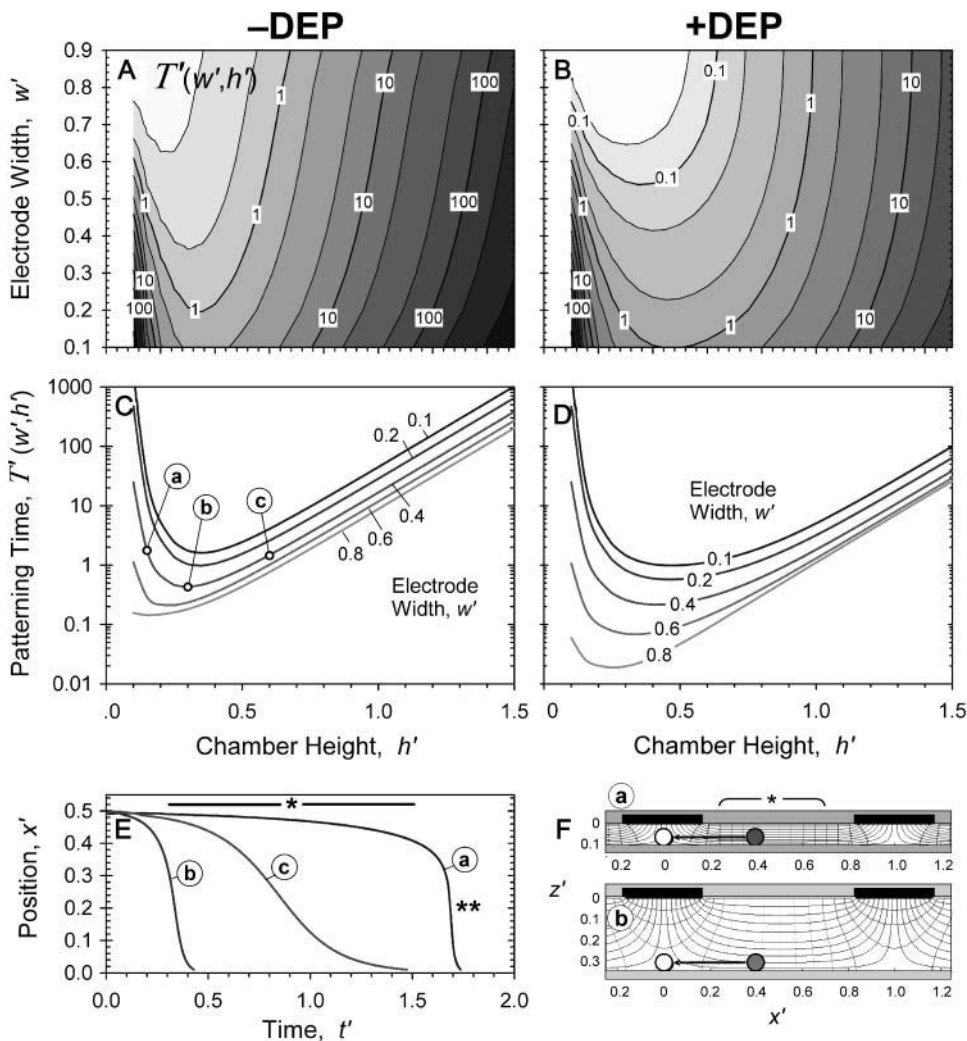 –DEP
+DEP
A T′(w′,h′)
1
10
100
1
1
10
100
10
100
10
100
Electrode Width, w′
0.9
0.8
0.7
0.6
0.5
0.4
0.3
0.2
0.1
B
0.1
0.1
0.1
1
10
1
1
10
100
1
1
10
C
Patterning Time, T′(w′,h′)
1000
100
10
1
0.1
0.01
a
b
c
0.1
0.2
0.4
0.6
0.8
Electrode
Width, w′
.0
0.5
1.0
1.5
Chamber Height, h′
D
Electrode
Width, w′
0.1
0.2
0.4
0.6
0.8
0
0.5
1.0
1.5
Chamber Height, h′
E
Position, x′
0.5
0.4
0.3
0.2
0.1
0.0
*
b
c
a
**
0.0
0.5
1.0
1.5
2.0
Time, t′
F
a
*
0
0.1
0.2 0 0.2 0.4 0.6 0.8 1.0 1.2
z′
b
0
0.1
0.2
0.3
0.2 0 0.2 0.4 0.6 0.8 1.0 1.2
x′